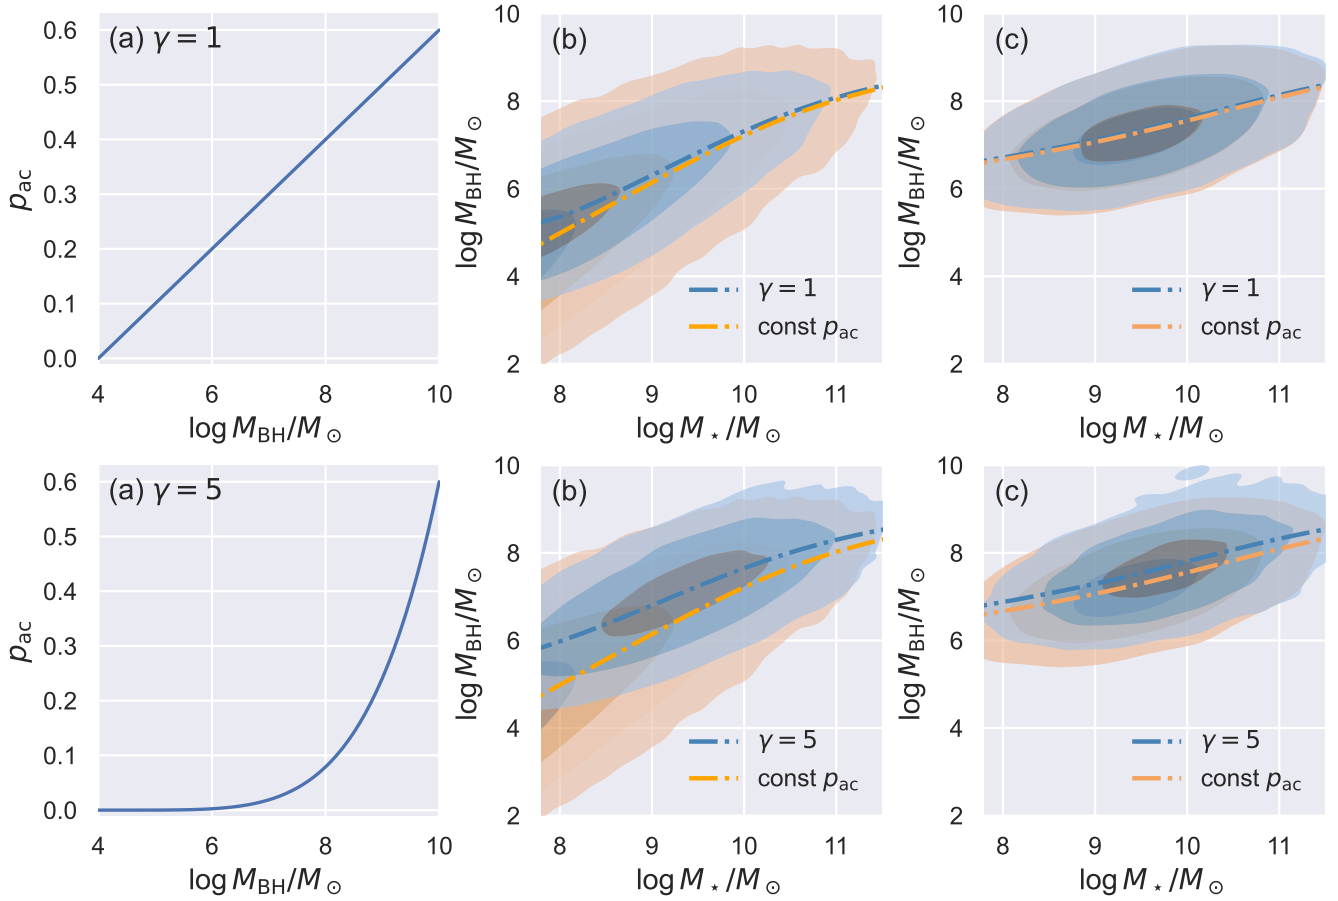 (a) γ = 1
0.6
0.5
0.4
0.3
0.2
0.1
0.0
p_ac
4
6
8
10
log M_BH/M_⊙
(b)
10
8
6
4
2
log M_BH/M_⊙
γ = 1
const p_ac
8
9
10
11
log M_⋆/M_⊙
(c)
10
8
6
4
2
log M_BH/M_⊙
γ = 1
const p_ac
8
9
10
11
log M_⋆/M_⊙
(a) γ = 5
0.6
0.5
0.4
0.3
0.2
0.1
0.0
p_ac
4
6
8
10
log M_BH/M_⊙
(b)
10
8
6
4
2
log M_BH/M_⊙
γ = 5
const p_ac
8
9
10
11
log M_⋆/M_⊙
(c)
10
8
6
4
2
log M_BH/M_⊙
γ = 5
const p_ac
8
9
10
11
log M_⋆/M_⊙